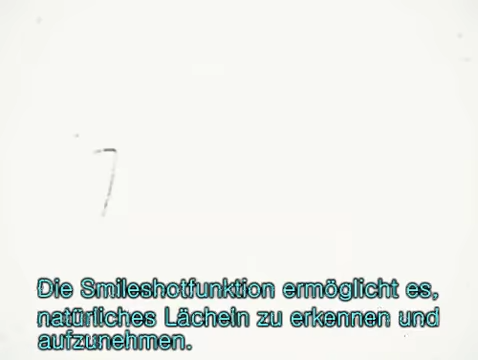 Die Smileshotfunktion ermöglicht es,
natürliches Lächeln zu erkennen und
aufzunehmen.